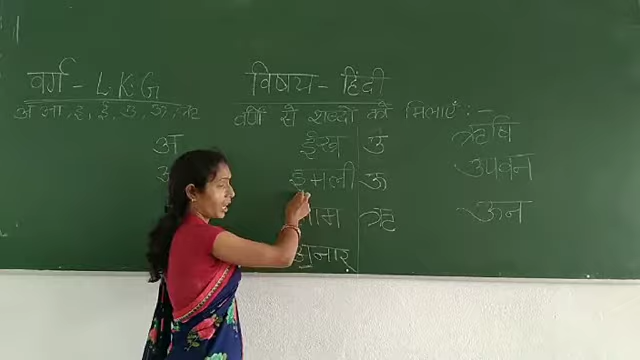 वर्ग - L.K.G विषय - हिंदी
अ आ, इ, ई, उ, ऊ, ऋ वर्णों से शब्दों को मिलाएं :-
अ ईख उ ऋषि
इमली ऊ उपवन
ऋ ऊन
अनार